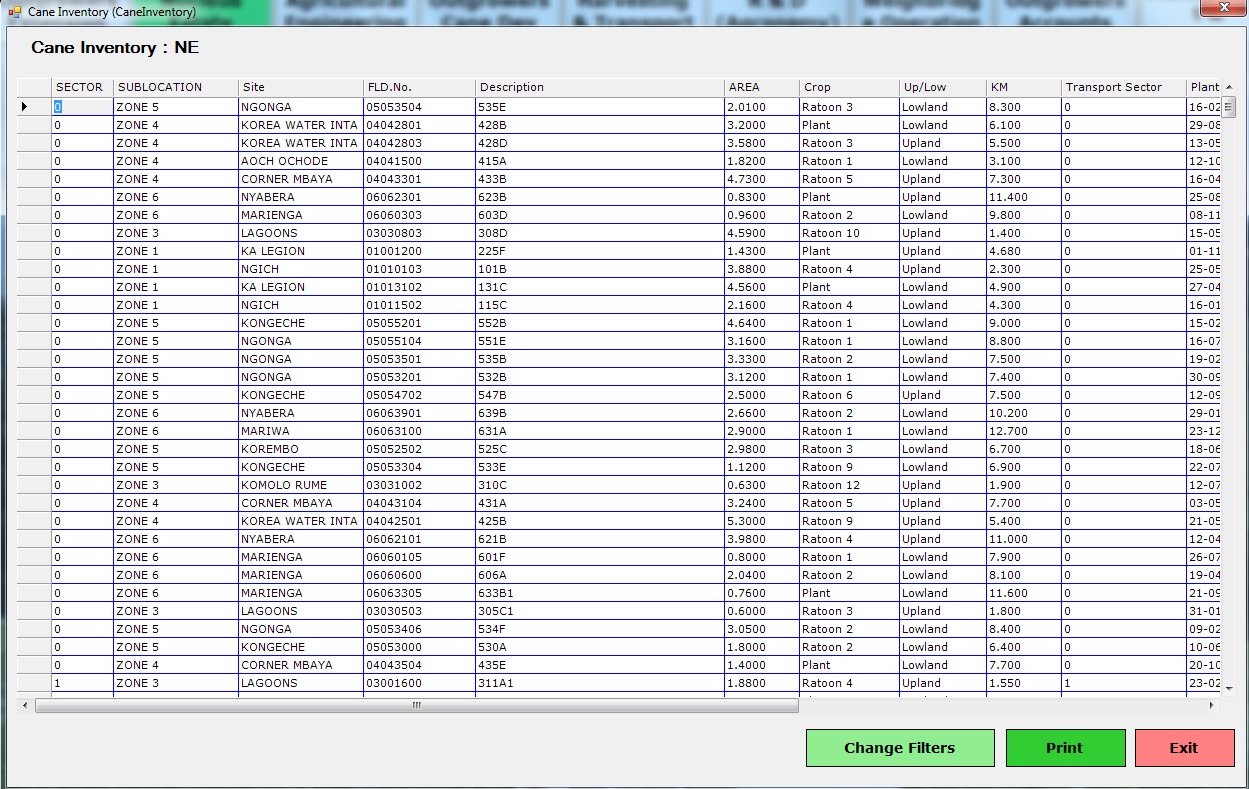 Cane Inventory (CaneInventory)
Agricultural Outgrowers Harvesting R & D Weighbridg Outgrowers
Engineering Cane Dev & Transport (Agronomy) e Operation Accounts
Cane Inventory : NE
SECTOR SUBLOCATION Site FLD.No. Description AREA Crop Up/Low KM Transport Sector Plant
0 ZONE 5 NGONGA 05053504 535E 2.0100 Ratoon 3 Lowland 8.300 0 16-02
0 ZONE 4 KOREA WATER INTA 04042801 428B 3.2000 Plant Lowland 6.100 0 29-08
0 ZONE 4 KOREA WATER INTA 04042803 428D 3.5800 Ratoon 3 Upland 5.500 0 13-05
0 ZONE 4 AOCH OCHODE 04041500 415A 1.8200 Ratoon 1 Lowland 3.100 0 12-10
0 ZONE 4 CORNER MBAYA 04043301 433B 4.7300 Ratoon 5 Upland 7.300 0 16-04
0 ZONE 6 NYABERA 06062301 623B 0.8300 Plant Upland 11.400 0 25-08
0 ZONE 6 MARIENGA 06060303 603D 0.9600 Ratoon 2 Lowland 9.800 0 08-11
0 ZONE 3 LAGOONS 03030803 308D 4.5900 Ratoon 10 Upland 1.400 0 15-05
0 ZONE 1 KA LEGION 01001200 225F 1.4300 Plant Upland 4.680 0 01-11
0 ZONE 1 NGICH 01010103 101B 3.8800 Ratoon 4 Upland 2.300 0 25-05
0 ZONE 1 KA LEGION 01013102 131C 4.5600 Plant Lowland 4.900 0 27-04
0 ZONE 1 NGICH 01011502 115C 2.1600 Ratoon 4 Lowland 4.300 0 16-01
0 ZONE 5 KONGECHE 05055201 552B 4.6400 Ratoon 1 Lowland 9.000 0 15-02
0 ZONE 5 NGONGA 05055104 551E 3.1600 Ratoon 1 Lowland 8.800 0 16-07
0 ZONE 5 NGONGA 05053501 535B 3.3300 Ratoon 2 Lowland 7.500 0 19-02
0 ZONE 5 NGONGA 05053201 532B 3.1200 Ratoon 1 Lowland 7.400 0 30-09
0 ZONE 5 KONGECHE 05054702 547B 2.5000 Ratoon 6 Upland 7.500 0 12-09
0 ZONE 6 NYABERA 06063901 639B 2.6600 Ratoon 2 Lowland 10.200 0 29-01
0 ZONE 6 MARIWA 06063100 631A 2.9000 Ratoon 1 Lowland 12.700 0 23-12
0 ZONE 5 KOREMBO 05052502 525C 2.9800 Ratoon 3 Lowland 6.700 0 18-06
0 ZONE 5 KONGECHE 05053304 533E 1.1200 Ratoon 9 Lowland 6.900 0 22-07
0 ZONE 3 KOMOLO RUME 03031002 310C 0.6300 Ratoon 12 Upland 1.900 0 12-07
0 ZONE 4 CORNER MBAYA 04043104 431A 3.2400 Ratoon 5 Upland 7.700 0 03-05
0 ZONE 4 KOREA WATER INTA 04042501 425B 5.3000 Ratoon 9 Upland 5.400 0 21-05
0 ZONE 6 NYABERA 06062101 621B 3.9800 Ratoon 4 Upland 11.000 0 12-04
0 ZONE 6 MARIENGA 06060105 601F 0.8000 Ratoon 1 Lowland 7.900 0 26-07
0 ZONE 6 MARIENGA 06060600 606A 2.0400 Ratoon 2 Lowland 8.100 0 19-04
0 ZONE 6 MARIENGA 06063305 633B1 0.7600 Plant Lowland 11.600 0 21-09
0 ZONE 3 LAGOONS 03030503 305C1 0.6000 Ratoon 3 Upland 1.800 0 31-01
0 ZONE 5 NGONGA 05053406 534F 3.0500 Ratoon 2 Lowland 8.400 0 09-02
0 ZONE 5 KONGECHE 05053000 530A 1.8000 Ratoon 2 Lowland 6.400 0 10-06
0 ZONE 4 CORNER MBAYA 04043504 435E 1.4000 Plant Lowland 7.700 0 20-10
1 ZONE 3 LAGOONS 03001600 311A1 1.8800 Ratoon 4 Upland 1.550 1 23-02
Change Filters Print Exit